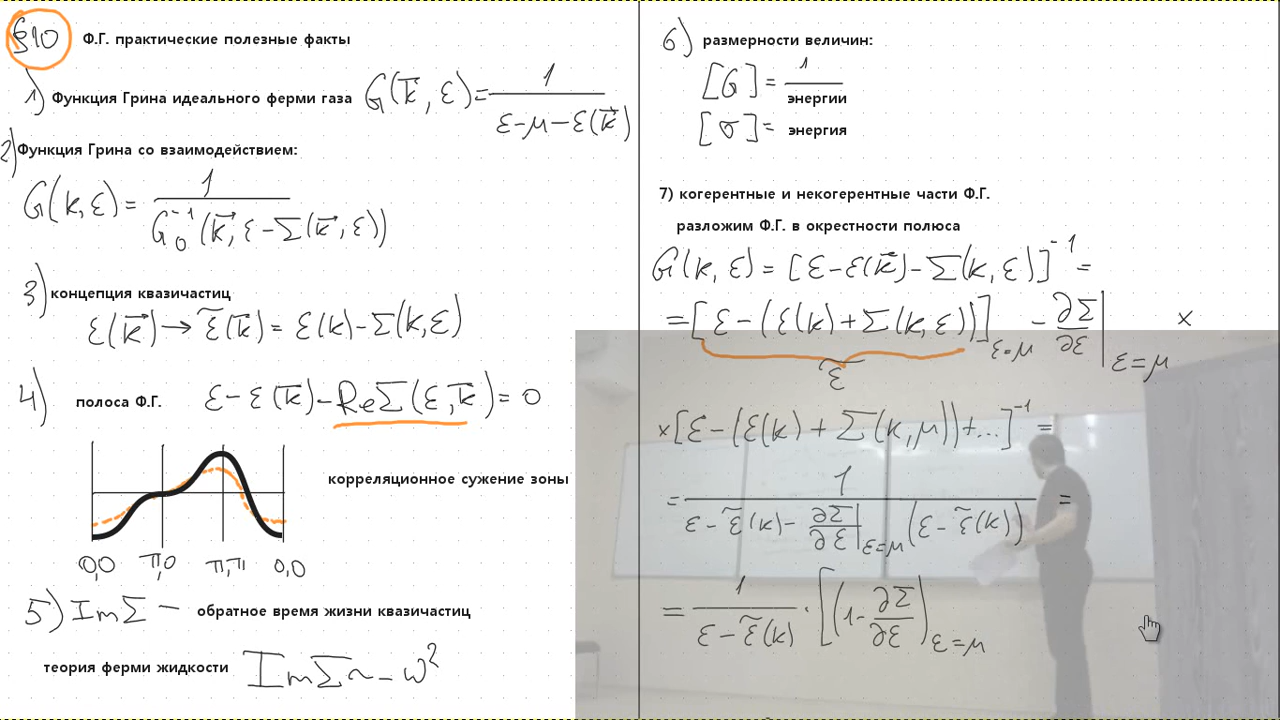 §10 Ф.Г. практические полезные факты
1) Функция Грина идеального ферми газа G(k⃗, ε) = 1 / (ε-μ-ε(k⃗))
2) Функция Грина со взаимодействием:
G(k, ε) = 1 / (G₀⁻¹(k⃗, ε-Σ(k⃗, ε)))
3) концепция квазичастиц
ε(k⃗) → ε̃(k⃗) = ε(k) - Σ(k, ε)
4) полоса Ф.Г. ε - ε(k⃗) - ReΣ(ε, k⃗) = 0
корреляционное сужение зоны
0,0 π,0 π,π 0,0
5) ImΣ — обратное время жизни квазичастиц
теория ферми жидкости ImΣ ~ -ω²
6) размерности величин:
[G] = 1 / энергии
[σ] = энергия
7) когерентные и некогерентные части Ф.Г.
разложим Ф.Г. в окрестности полюса
G(k, ε) = [ε-ε(k⃗)-Σ(k, ε)]⁻¹ =
= [ε-(ε(k)+Σ(k, ε))]_{ε=μ} - ∂Σ/∂ε|_{ε=μ} ×
ε̃
×[ε-(ε(k)+Σ(k,μ))+...]⁻¹ =
= 1 / (ε-ε̃(k)-∂Σ/∂ε|_{ε=μ}(ε-ε̃(k))) =
= 1 / (ε-ε̃(k)) · [(1-∂Σ/∂ε)_{ε=μ}